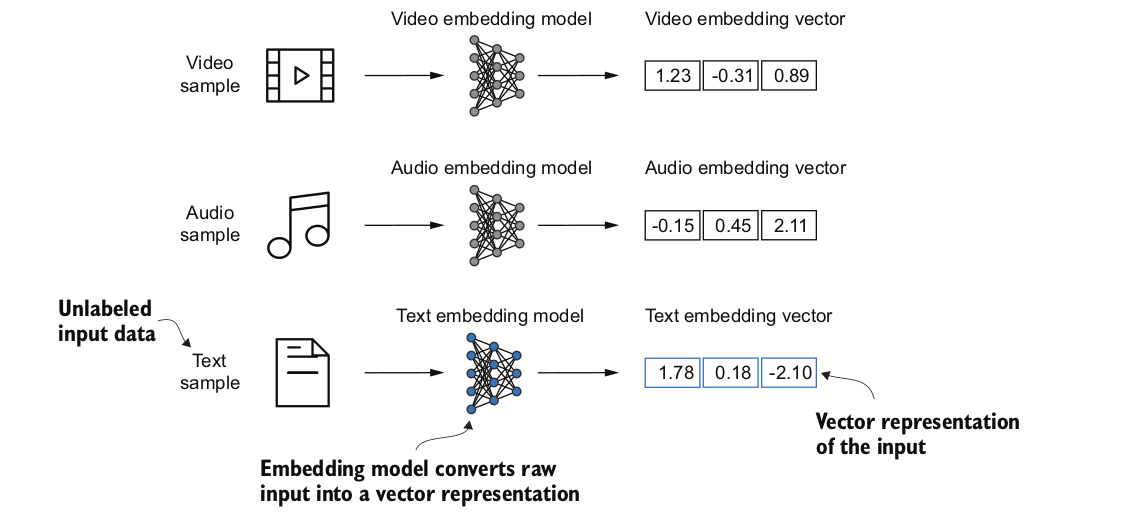 Video embedding model
Video embedding vector
Video
sample
1.23 -0.31 0.89
Audio embedding model
Audio embedding vector
Audio
sample
-0.15 0.45 2.11
Unlabeled
input data
Text embedding model
Text embedding vector
Text
sample
1.78 0.18 -2.10
Vector representation
of the input
Embedding model converts raw
input into a vector representation